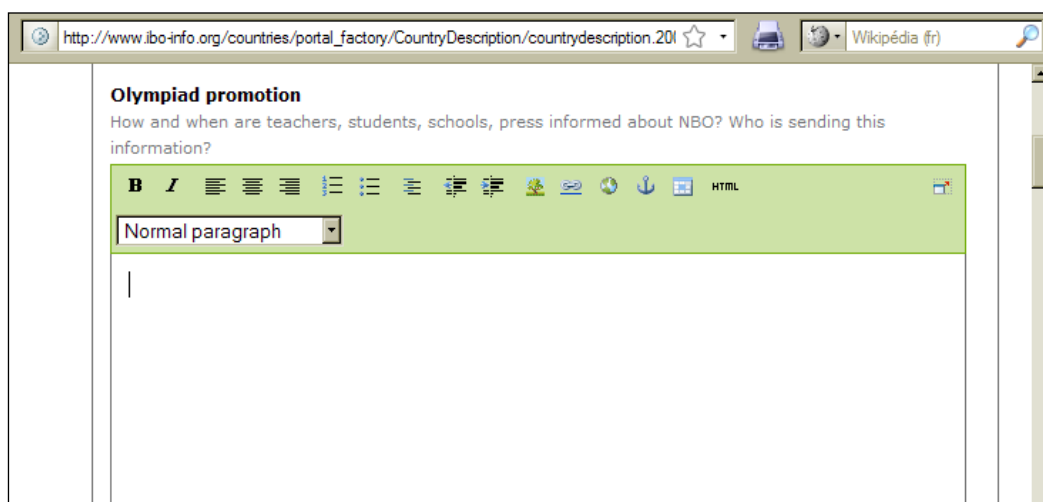 http://www.ibo-info.org/countries/portal_factory/CountryDescription/countrydescription.20
Wikipédia (fr)
Olympiad promotion
How and when are teachers, students, schools, press informed about NBO? Who is sending this
information?
B I HTML
Normal paragraph